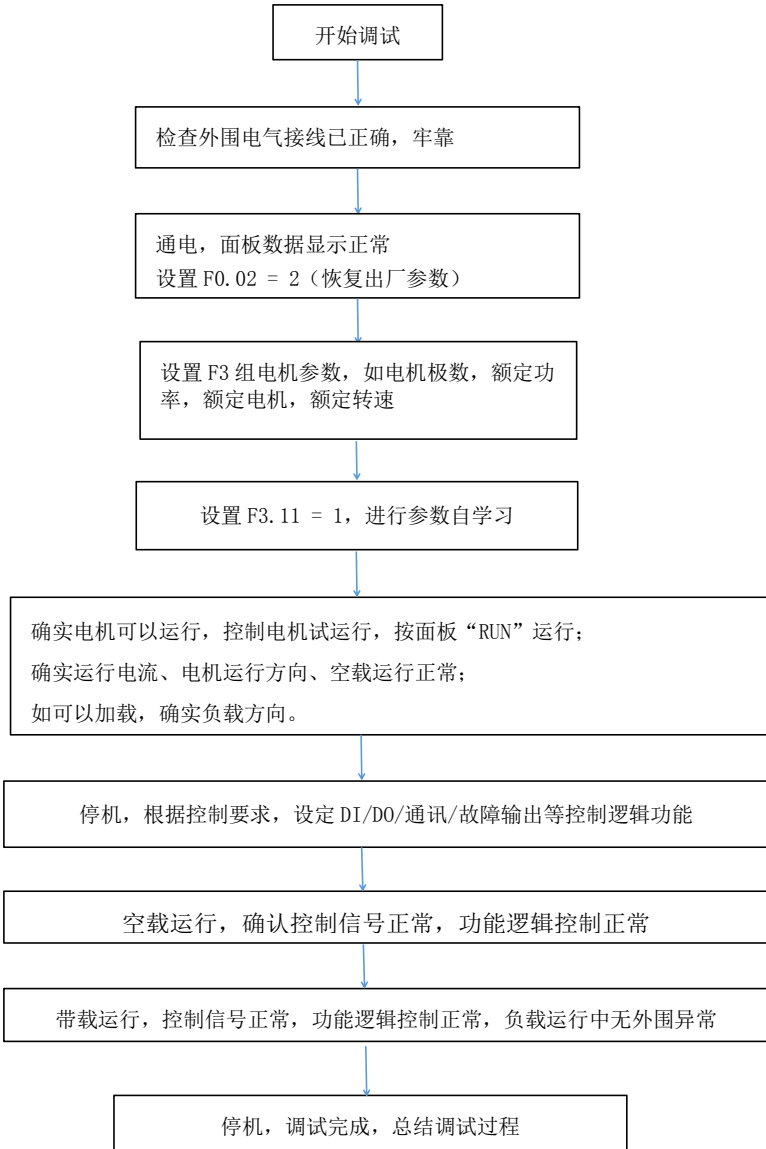 开始调试
检查外围电气接线已正确，牢靠
通电，面板数据显示正常
设置 F0.02 = 2（恢复出厂参数）
设置 F3 组电机参数，如电机极数，额定功
率，额定电机，额定转速
设置 F3.11 = 1，进行参数自学习
确实电机可以运行，控制电机试运行，按面板“RUN”运行；
确实运行电流、电机运行方向、空载运行正常；
如可以加载，确实负载方向。
停机，根据控制要求，设定 DI/DO/通讯/故障输出等控制逻辑功能
空载运行，确认控制信号正常，功能逻辑控制正常
带载运行，控制信号正常，功能逻辑控制正常，负载运行中无外围异常
停机，调试完成，总结调试过程